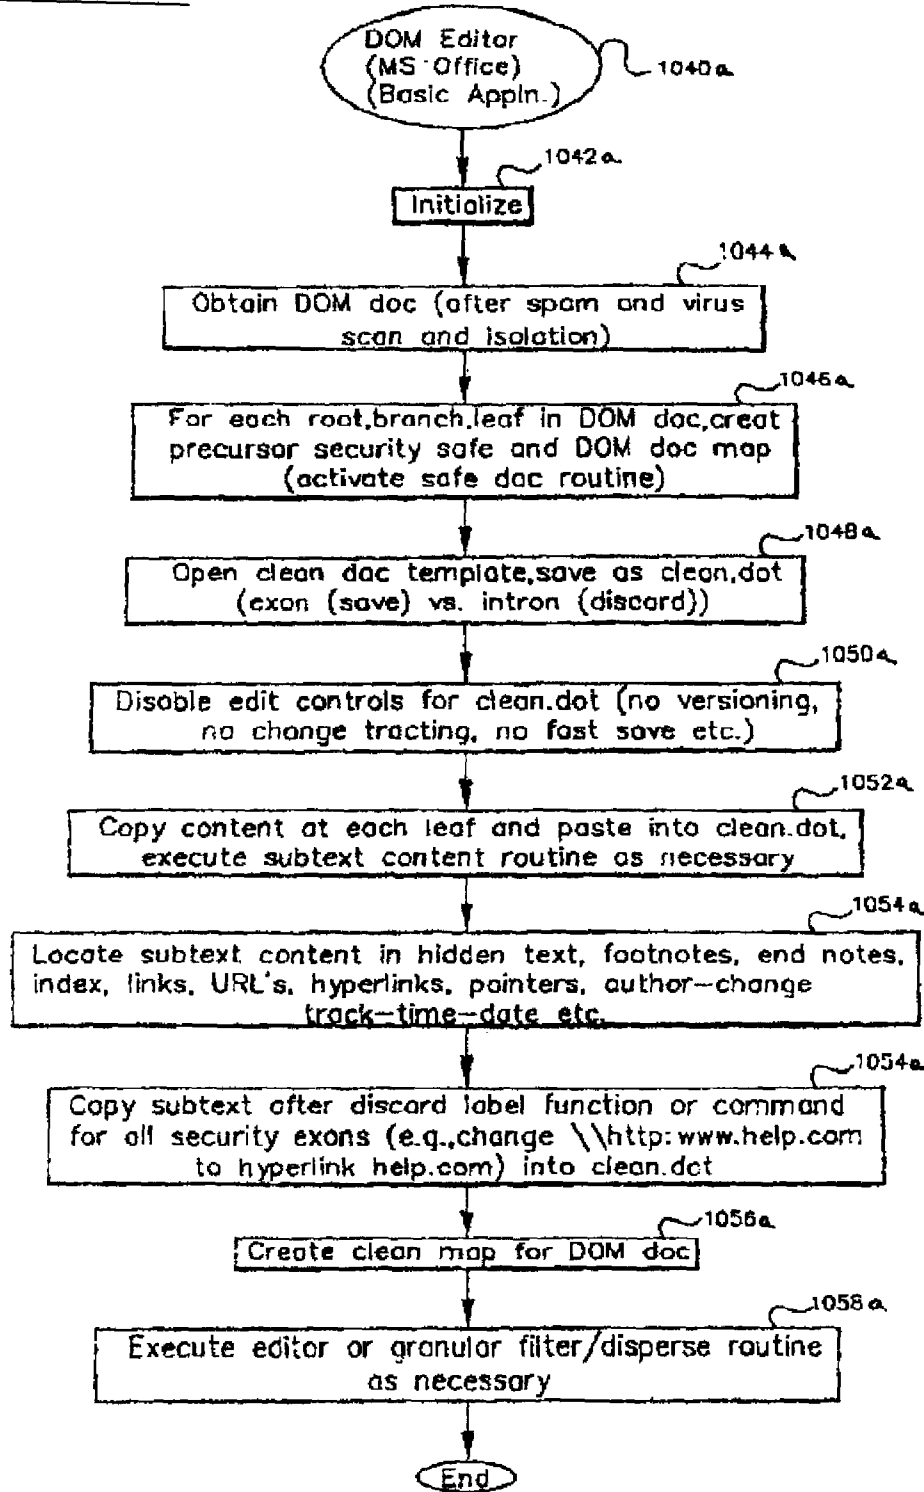 DOM Editor
(MS Office)
(Basic Appln.)
1040a
1042a
Initialize
1044a
Obtain DOM doc (after spam and virus
scan and isolation)
1046a
For each root,branch,leaf in DOM doc,creat
precursor security safe and DOM doc map
(activate safe doc routine)
1048a
Open clean doc template,save as clean.dot
(exon (save) vs. intron (discard))
1050a
Disable edit controls for clean.dot (no versioning,
no change tracting, no fast save etc.)
1052a
Copy content at each leaf and paste into clean.dot,
execute subtext content routine as necessary
1054a
Locate subtext content in hidden text, footnotes, end notes,
index, links, URL's, hyperlinks, pointers, author-change
track-time-date etc.
1054a
Copy subtext after discard label function or command
for all security exons (e.g.,change \\http:www.help.com
to hyperlink help.com) into clean.dot
1056a
Create clean map for DOM doc
1058a
Execute editor or granular filter/disperse routine
as necessary
End